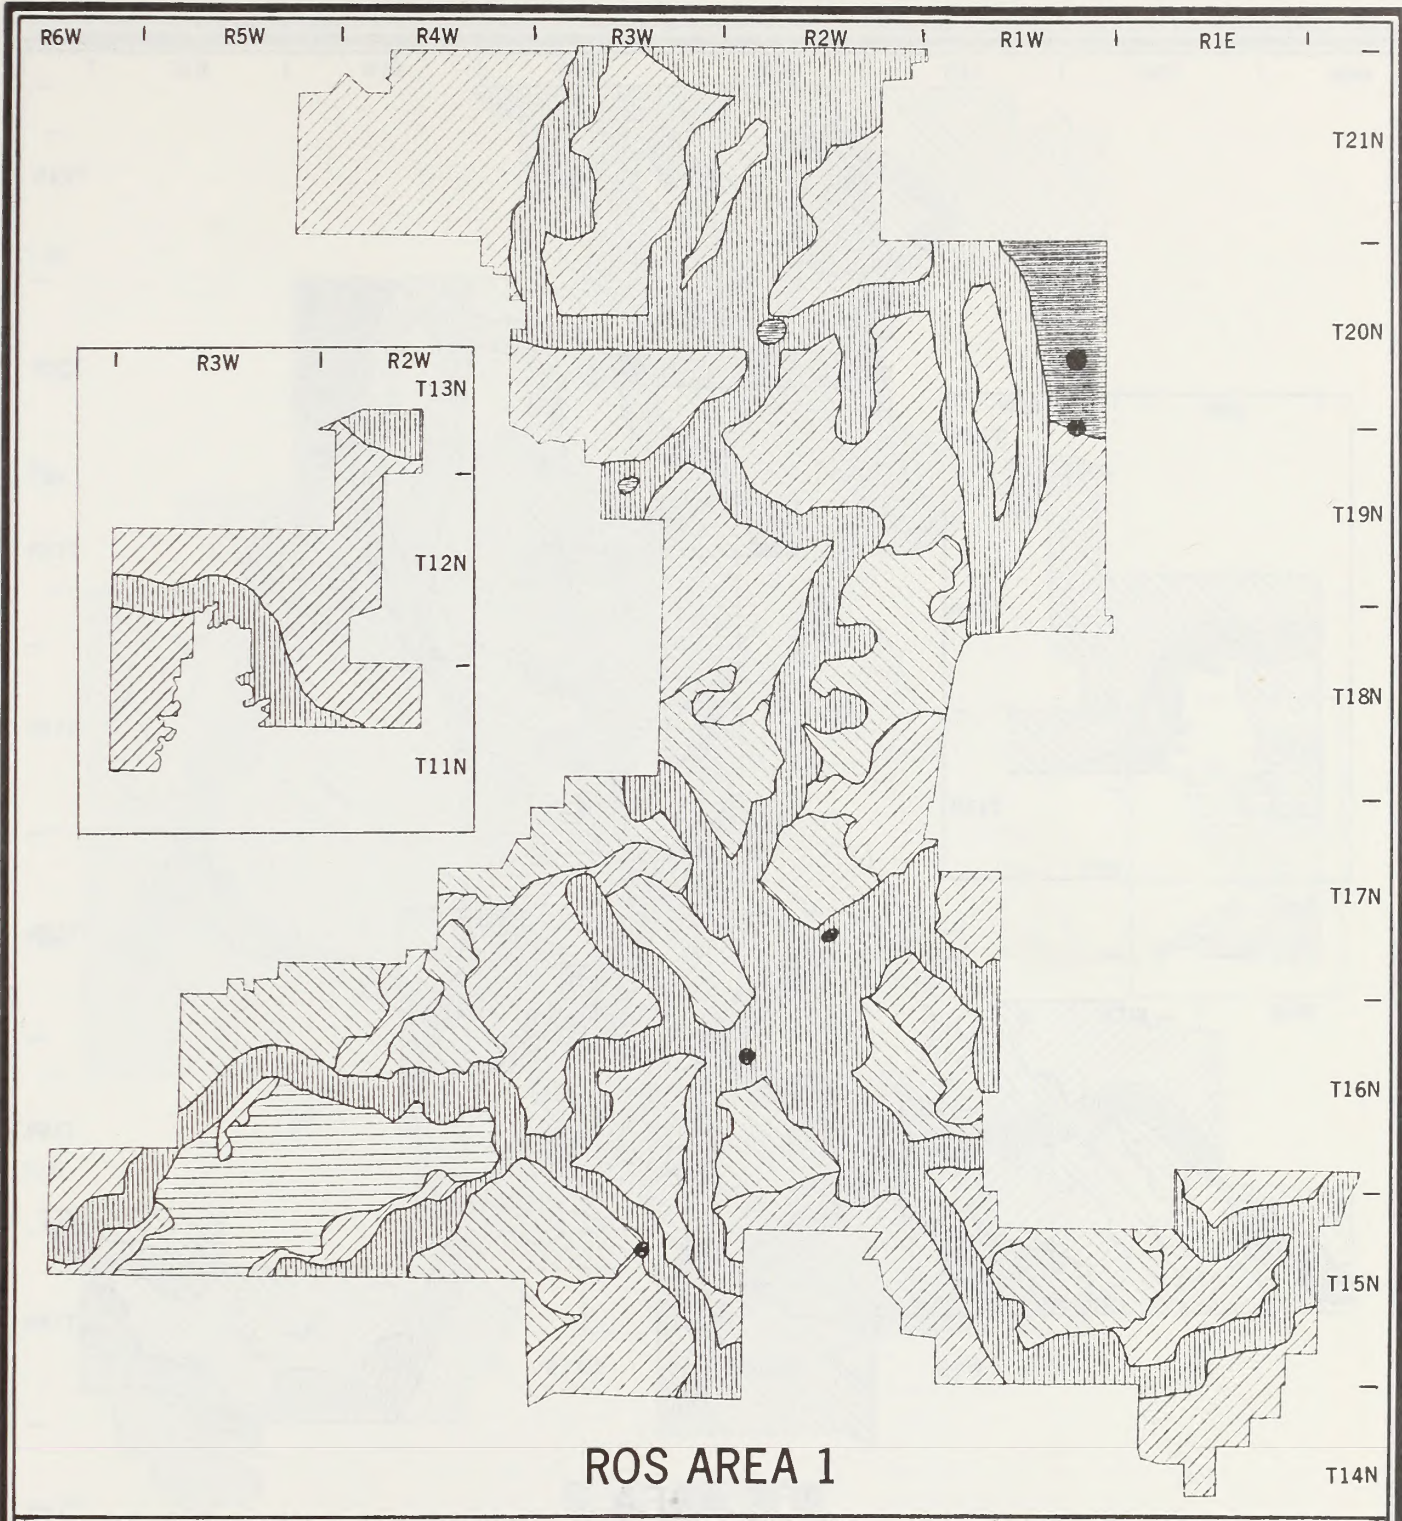 R6W R5W R4W R3W R2W R1W R1E
T21N
T20N
R3W R2W
T13N
T19N
T12N
T18N
T11N
T17N
T16N
T15N
ROS AREA 1
T14N